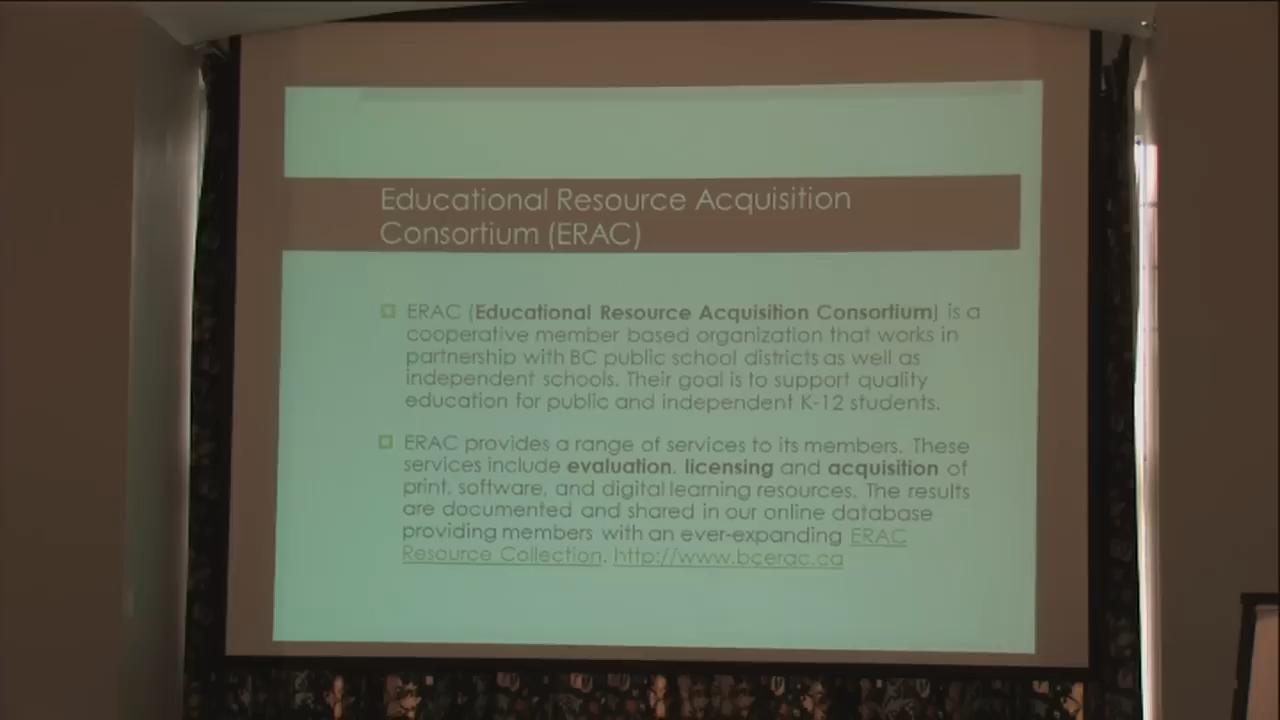 Educational Resource Acquisition
Consortium (ERAC)
ERAC (Educational Resource Acquisition Consortium) is a
cooperative member based organization that works in
partnership with BC public school districts as well as
independent schools. Their goal is to support quality
education for public and independent K-12 students.
ERAC provides a range of services to its members. These
services include evaluation, licensing and acquisition of
print, software, and digital learning resources. The results
are documented and shared in our online database
providing members with an ever-expanding ERAC
Resource Collection. http://www.bcerac.ca